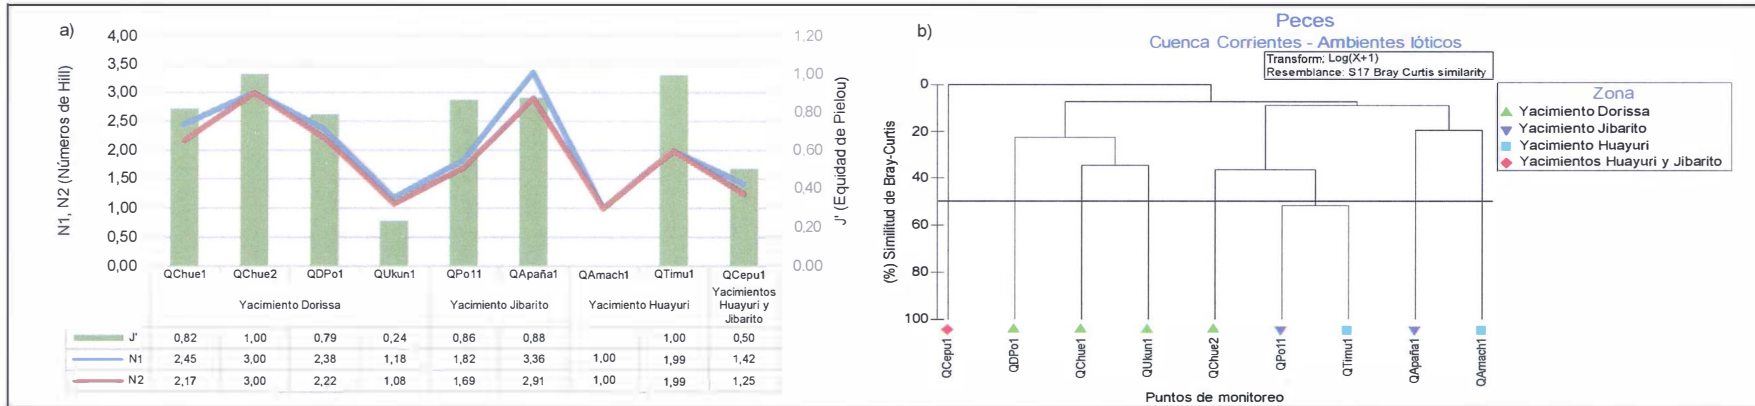 a)
4,00
3,50
3,00
2,50
2,00
1,50
1,00
0,50
0,00
N1, N2 (Números de Hill)
1.20
1.00
0.80
0.60
0.40
0.20
0.00
J' (Equidad de Pielou)
QChue1 QChue2 QDPo1 QUkun1 QPo11 QApaña1 QAmach1 QTimu1 QCepu1
Yacimiento Dorissa Yacimiento Jibarito Yacimiento Huayuri Yacimientos Huayuri y Jibarito
J' 0,82 1,00 0,79 0,24 0,86 0,88 1,00 0,50
N1 2,45 3,00 2,38 1,18 1,82 3,36 1,00 1,99 1,42
N2 2,17 3,00 2,22 1,08 1,69 2,91 1,00 1,99 1,25
b)
Peces
Cuenca Corrientes - Ambientes lóticos
Transform: Log(X+1)
Resemblance: S17 Bray Curtis similarity
Zona
Yacimiento Dorissa
Yacimiento Jibarito
Yacimiento Huayuri
Yacimientos Huayuri y Jibarito
(%) Similitud de Bray-Curtis
0
20
40
60
80
100
QCepu1
QDPo1
QChue1
QUkun1
QChue2
QPo11
QTimu1
QApaña1
QAmach1
Puntos de monitoreo